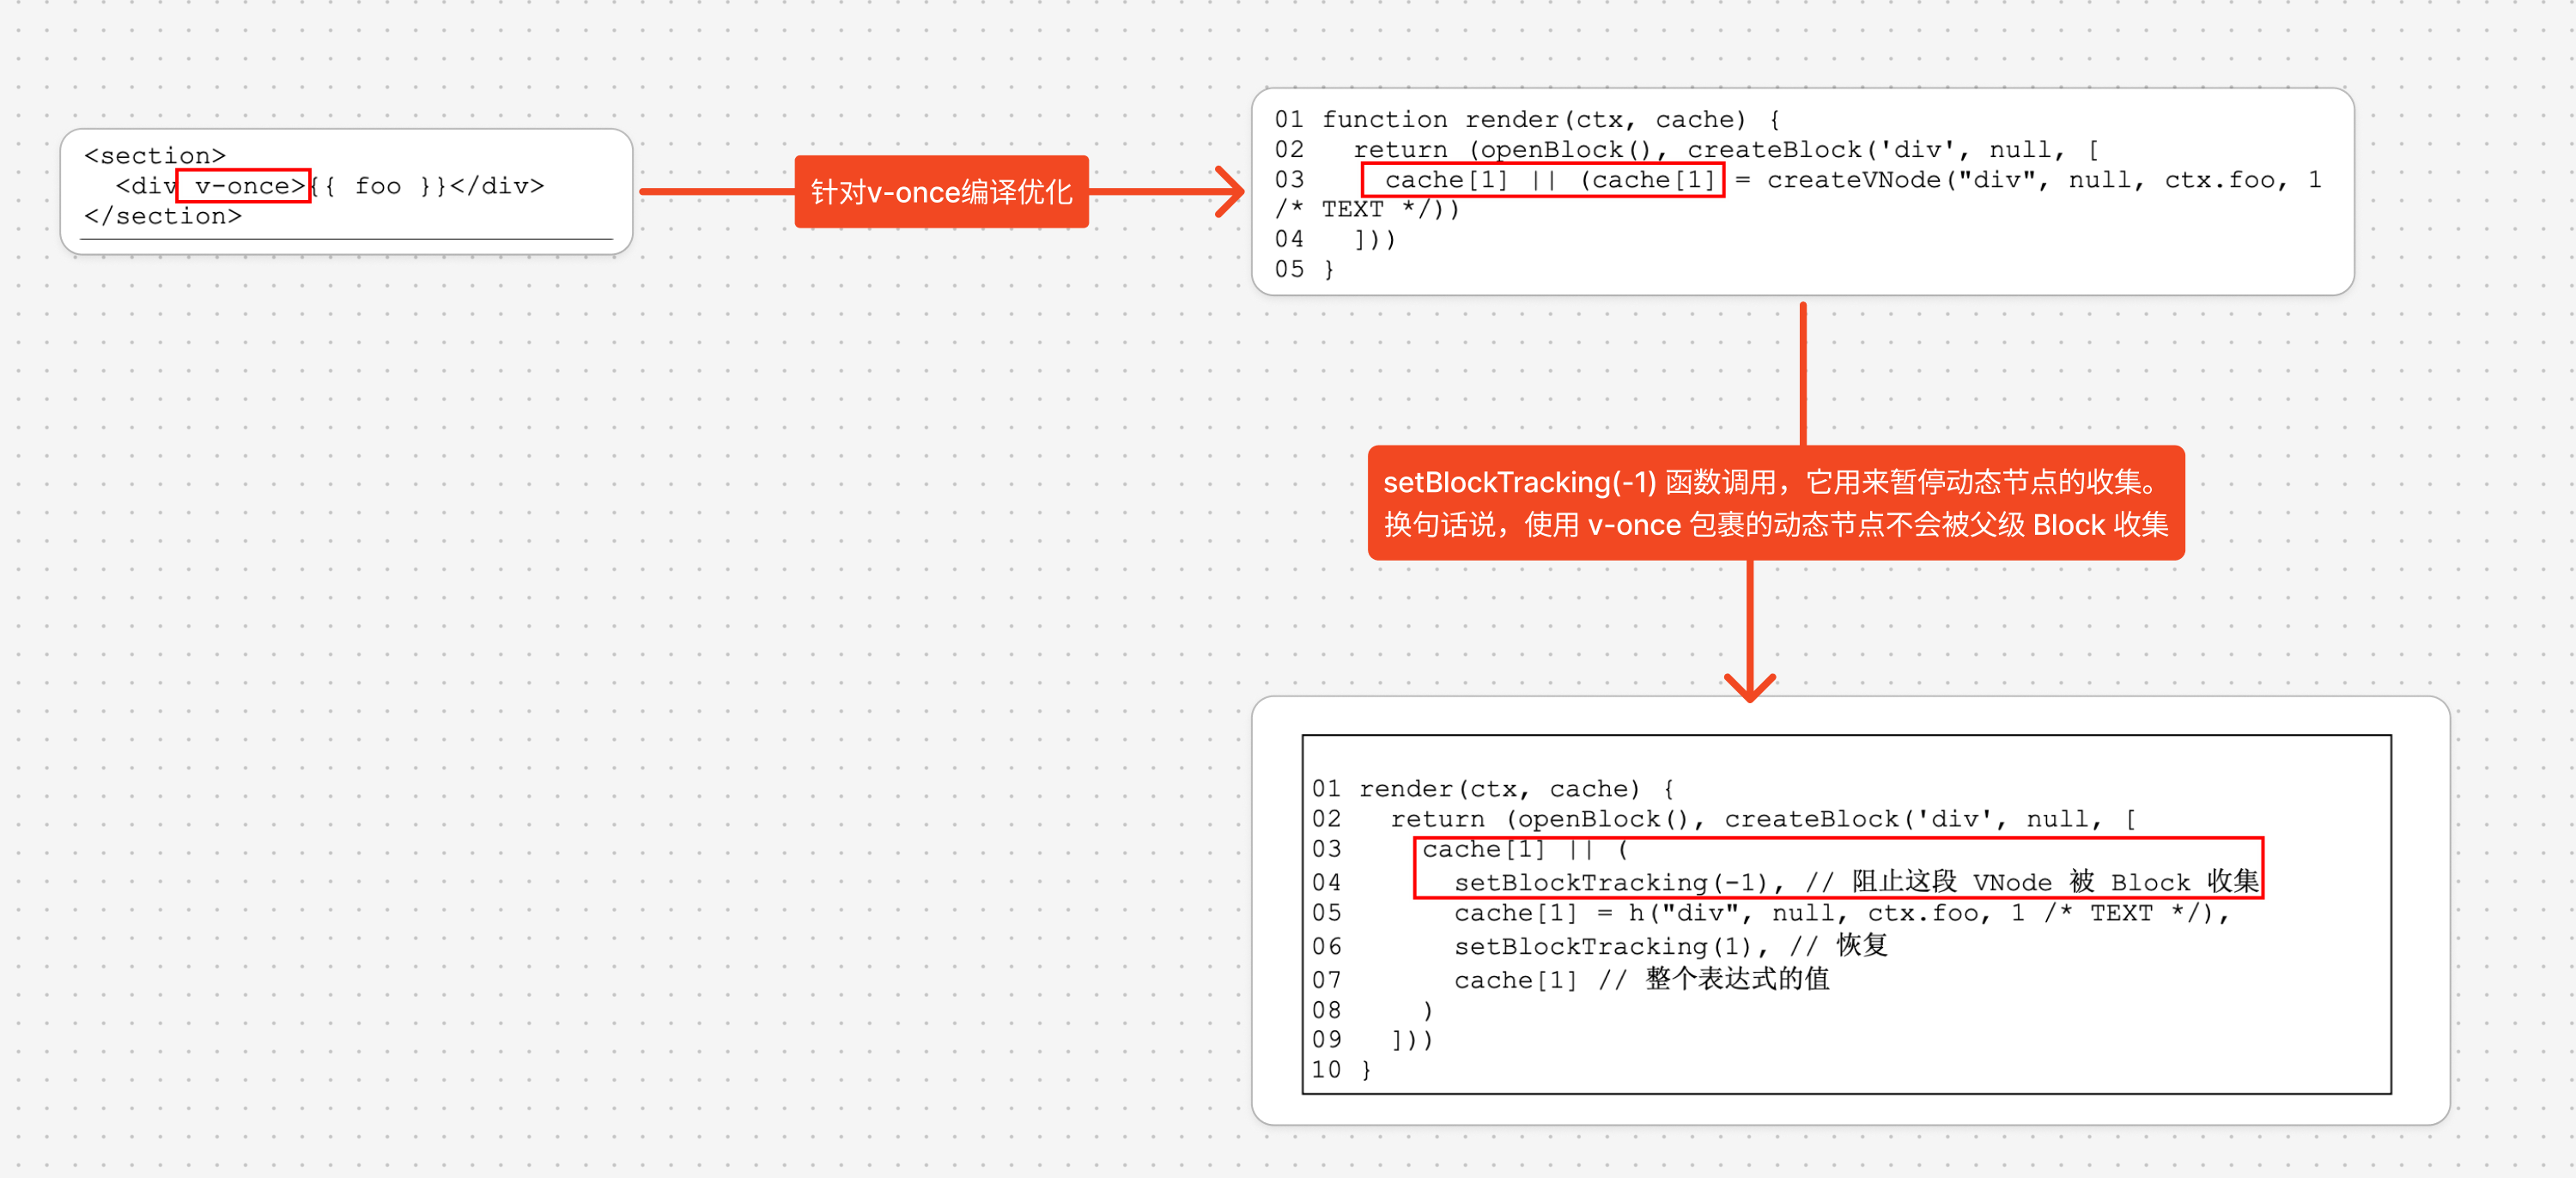 <section>
  <div v-once>{{ foo }}</div>
</section>
针对v-once编译优化
01 function render(ctx, cache) {
02   return (openBlock(), createBlock('div', null, [
03     cache[1] || (cache[1] = createVNode("div", null, ctx.foo, 1
/* TEXT */))
04   ]))
05 }
setBlockTracking(-1) 函数调用，它用来暂停动态节点的收集。
换句话说，使用 v-once 包裹的动态节点不会被父级 Block 收集
01 render(ctx, cache) {
02   return (openBlock(), createBlock('div', null, [
03     cache[1] || (
04       setBlockTracking(-1), // 阻止这段 VNode 被 Block 收集
05       cache[1] = h("div", null, ctx.foo, 1 /* TEXT */),
06       setBlockTracking(1), // 恢复
07       cache[1] // 整个表达式的值
08     )
09   ]))
10 }